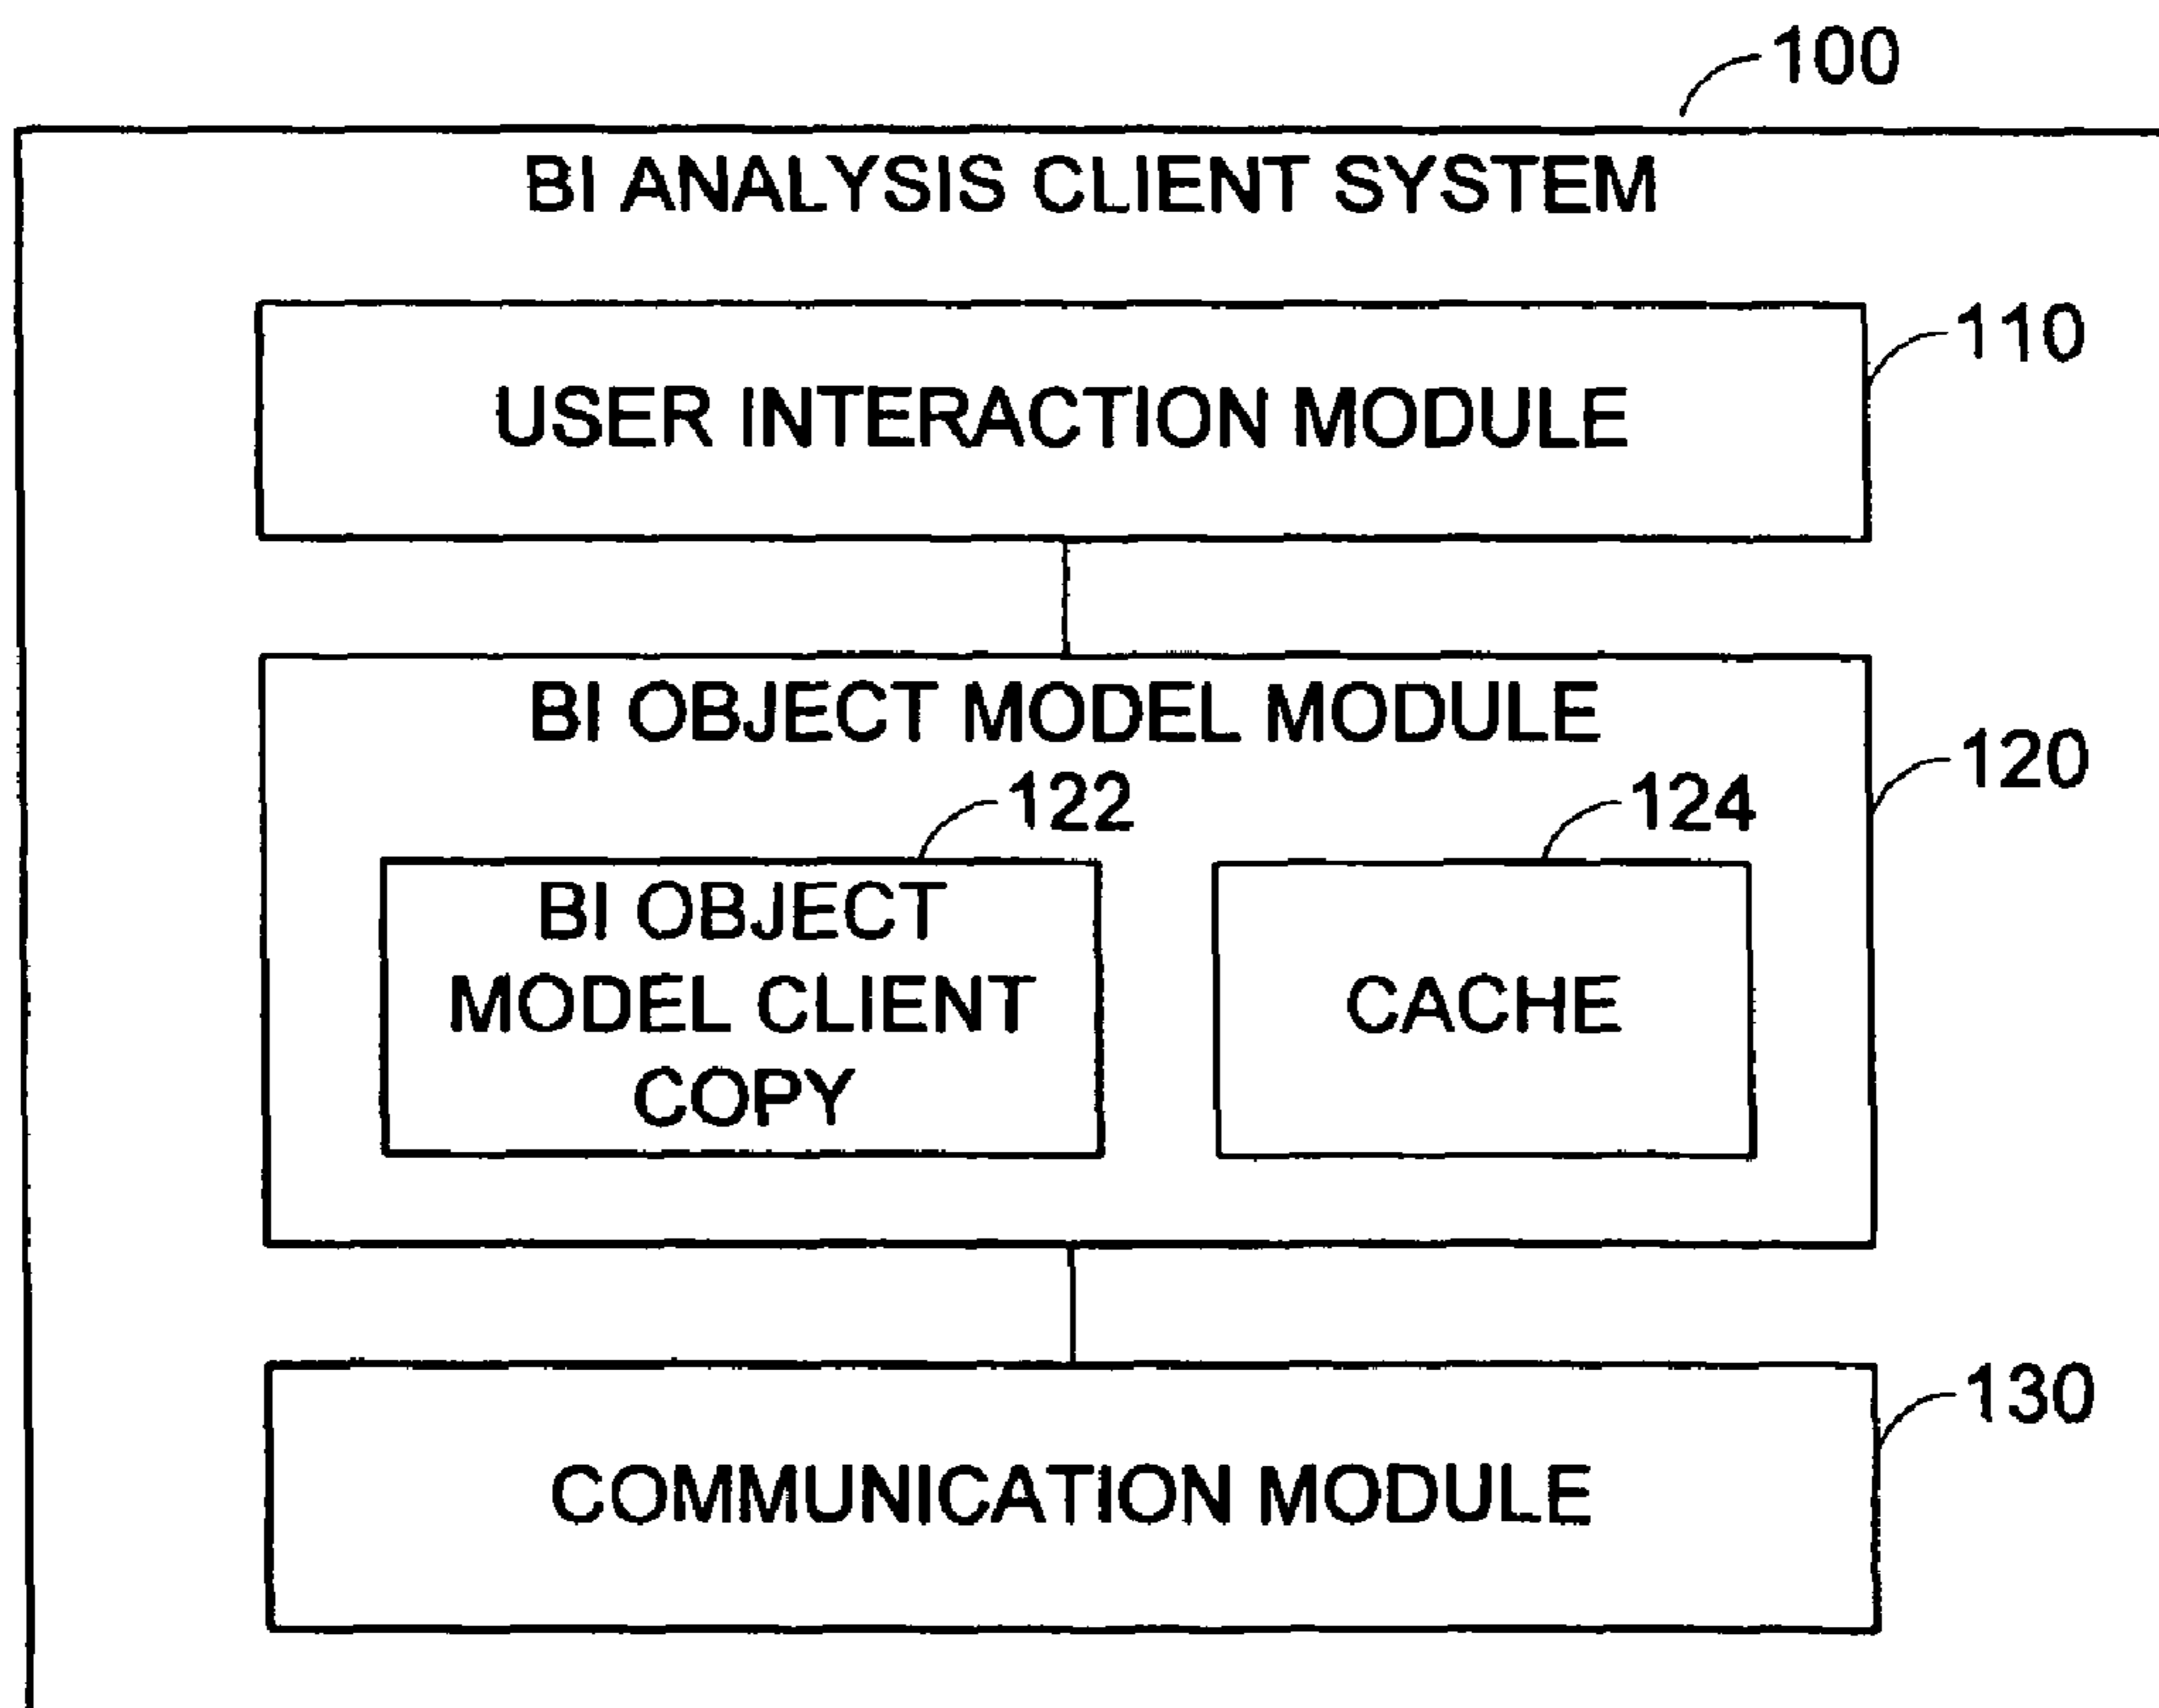 100
BI ANALYSIS CLIENT SYSTEM
110
USER INTERACTION MODULE
BI OBJECT MODEL MODULE
120
122
124
BI OBJECT
MODEL CLIENT
COPY
CACHE
130
COMMUNICATION MODULE